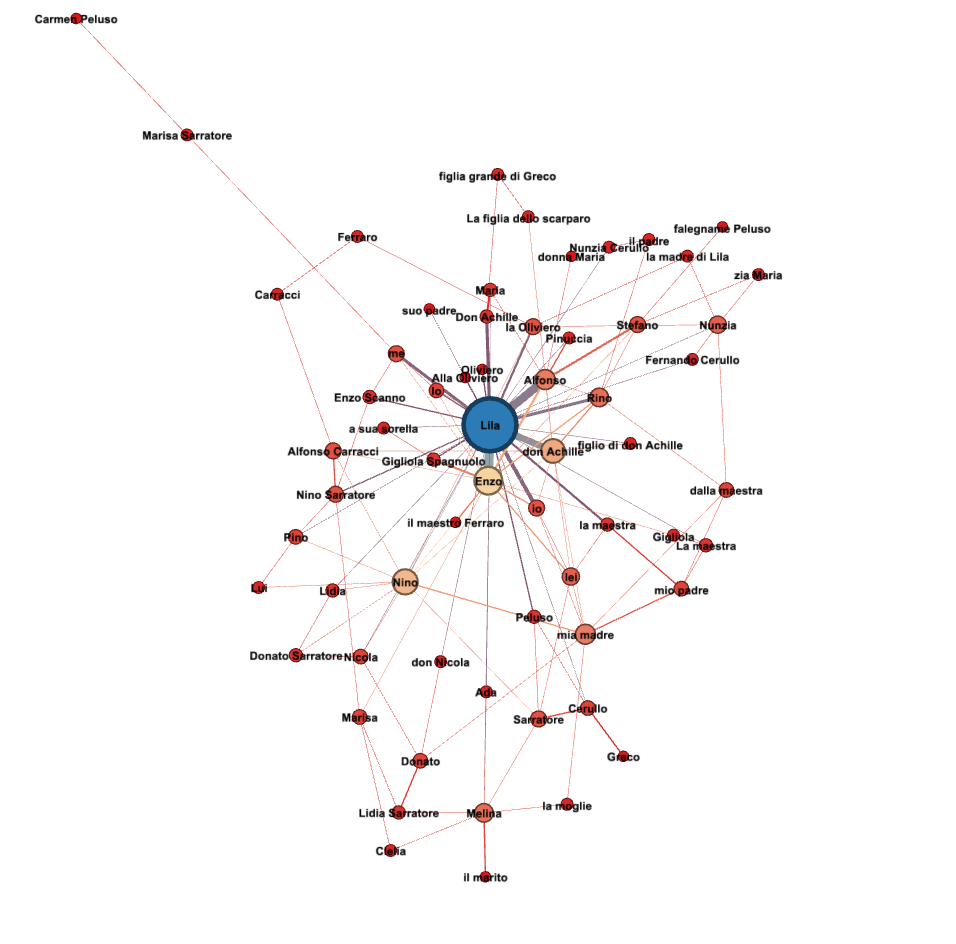 Carmen Peluso
Marisa Sarratore
figlia grande di Greco
La figlia dello scarparo
falegname Peluso
Ferraro
il padre
Nunzia Cerullo
donna Maria
la madre di Lila
zia Maria
Maria
Carracci
suo padre
Don Achille
la Oliviero
Stefano
Nunzia
Pinuccia
me
Fernando Cerullo
Oliviero
Alla Oliviero
Alfonso
Io
Enzo Scanno
Rino
Lila
a sua sorella
figlio di don Achille
Alfonso Carracci
don Achille
Gigliola Spagnuolo
Enzo
Nino Sarratore
dalla maestra
io
il maestro Ferraro
la maestra
Pino
Gigliola
La maestra
lei
Nino
Lui
Lidia
mio padre
Peluso
mia madre
Donato Sarratore
Nicola
don Nicola
Ada
Cerullo
Marisa
Sarratore
Greco
Donato
la moglie
Lidia Sarratore
Melina
Clelia
il marito